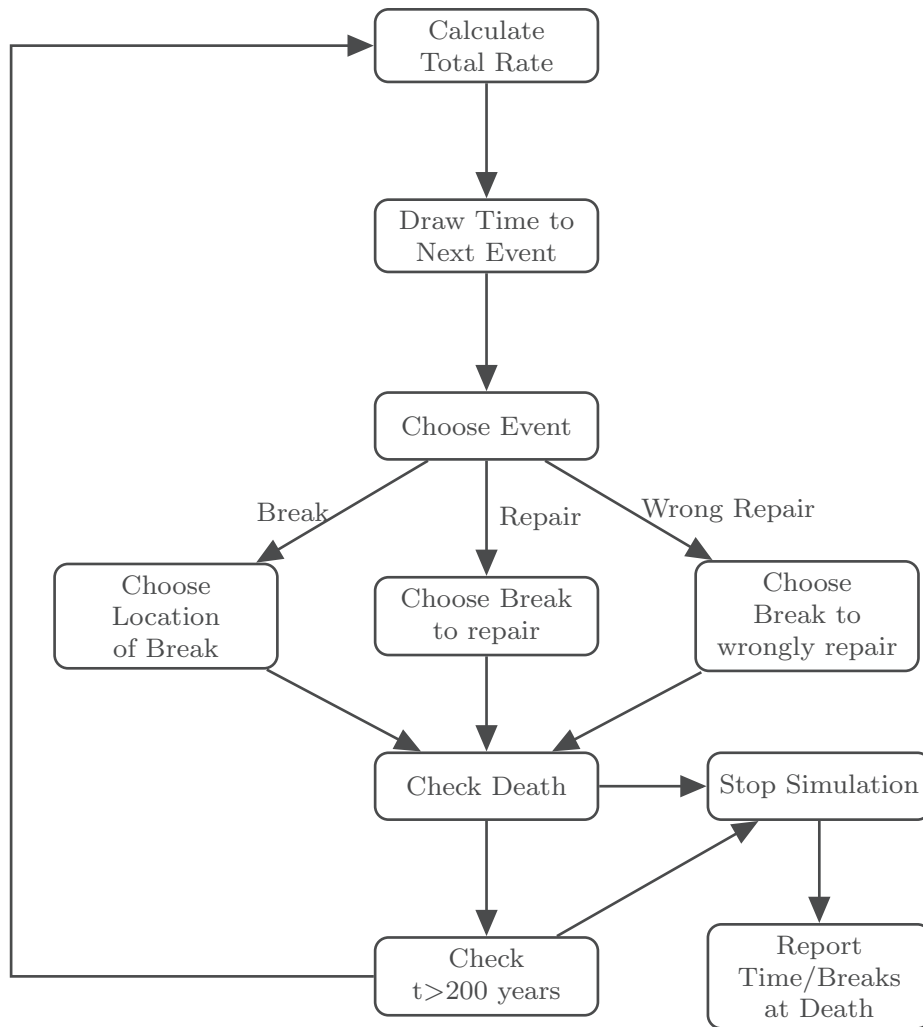 Calculate
Total Rate
Draw Time to
Next Event
Choose Event
Break
Repair
Wrong Repair
Choose
Location
of Break
Choose Break
to repair
Choose
Break to
wrongly repair
Check Death
Stop Simulation
Check
t>200 years
Report
Time/Breaks
at Death